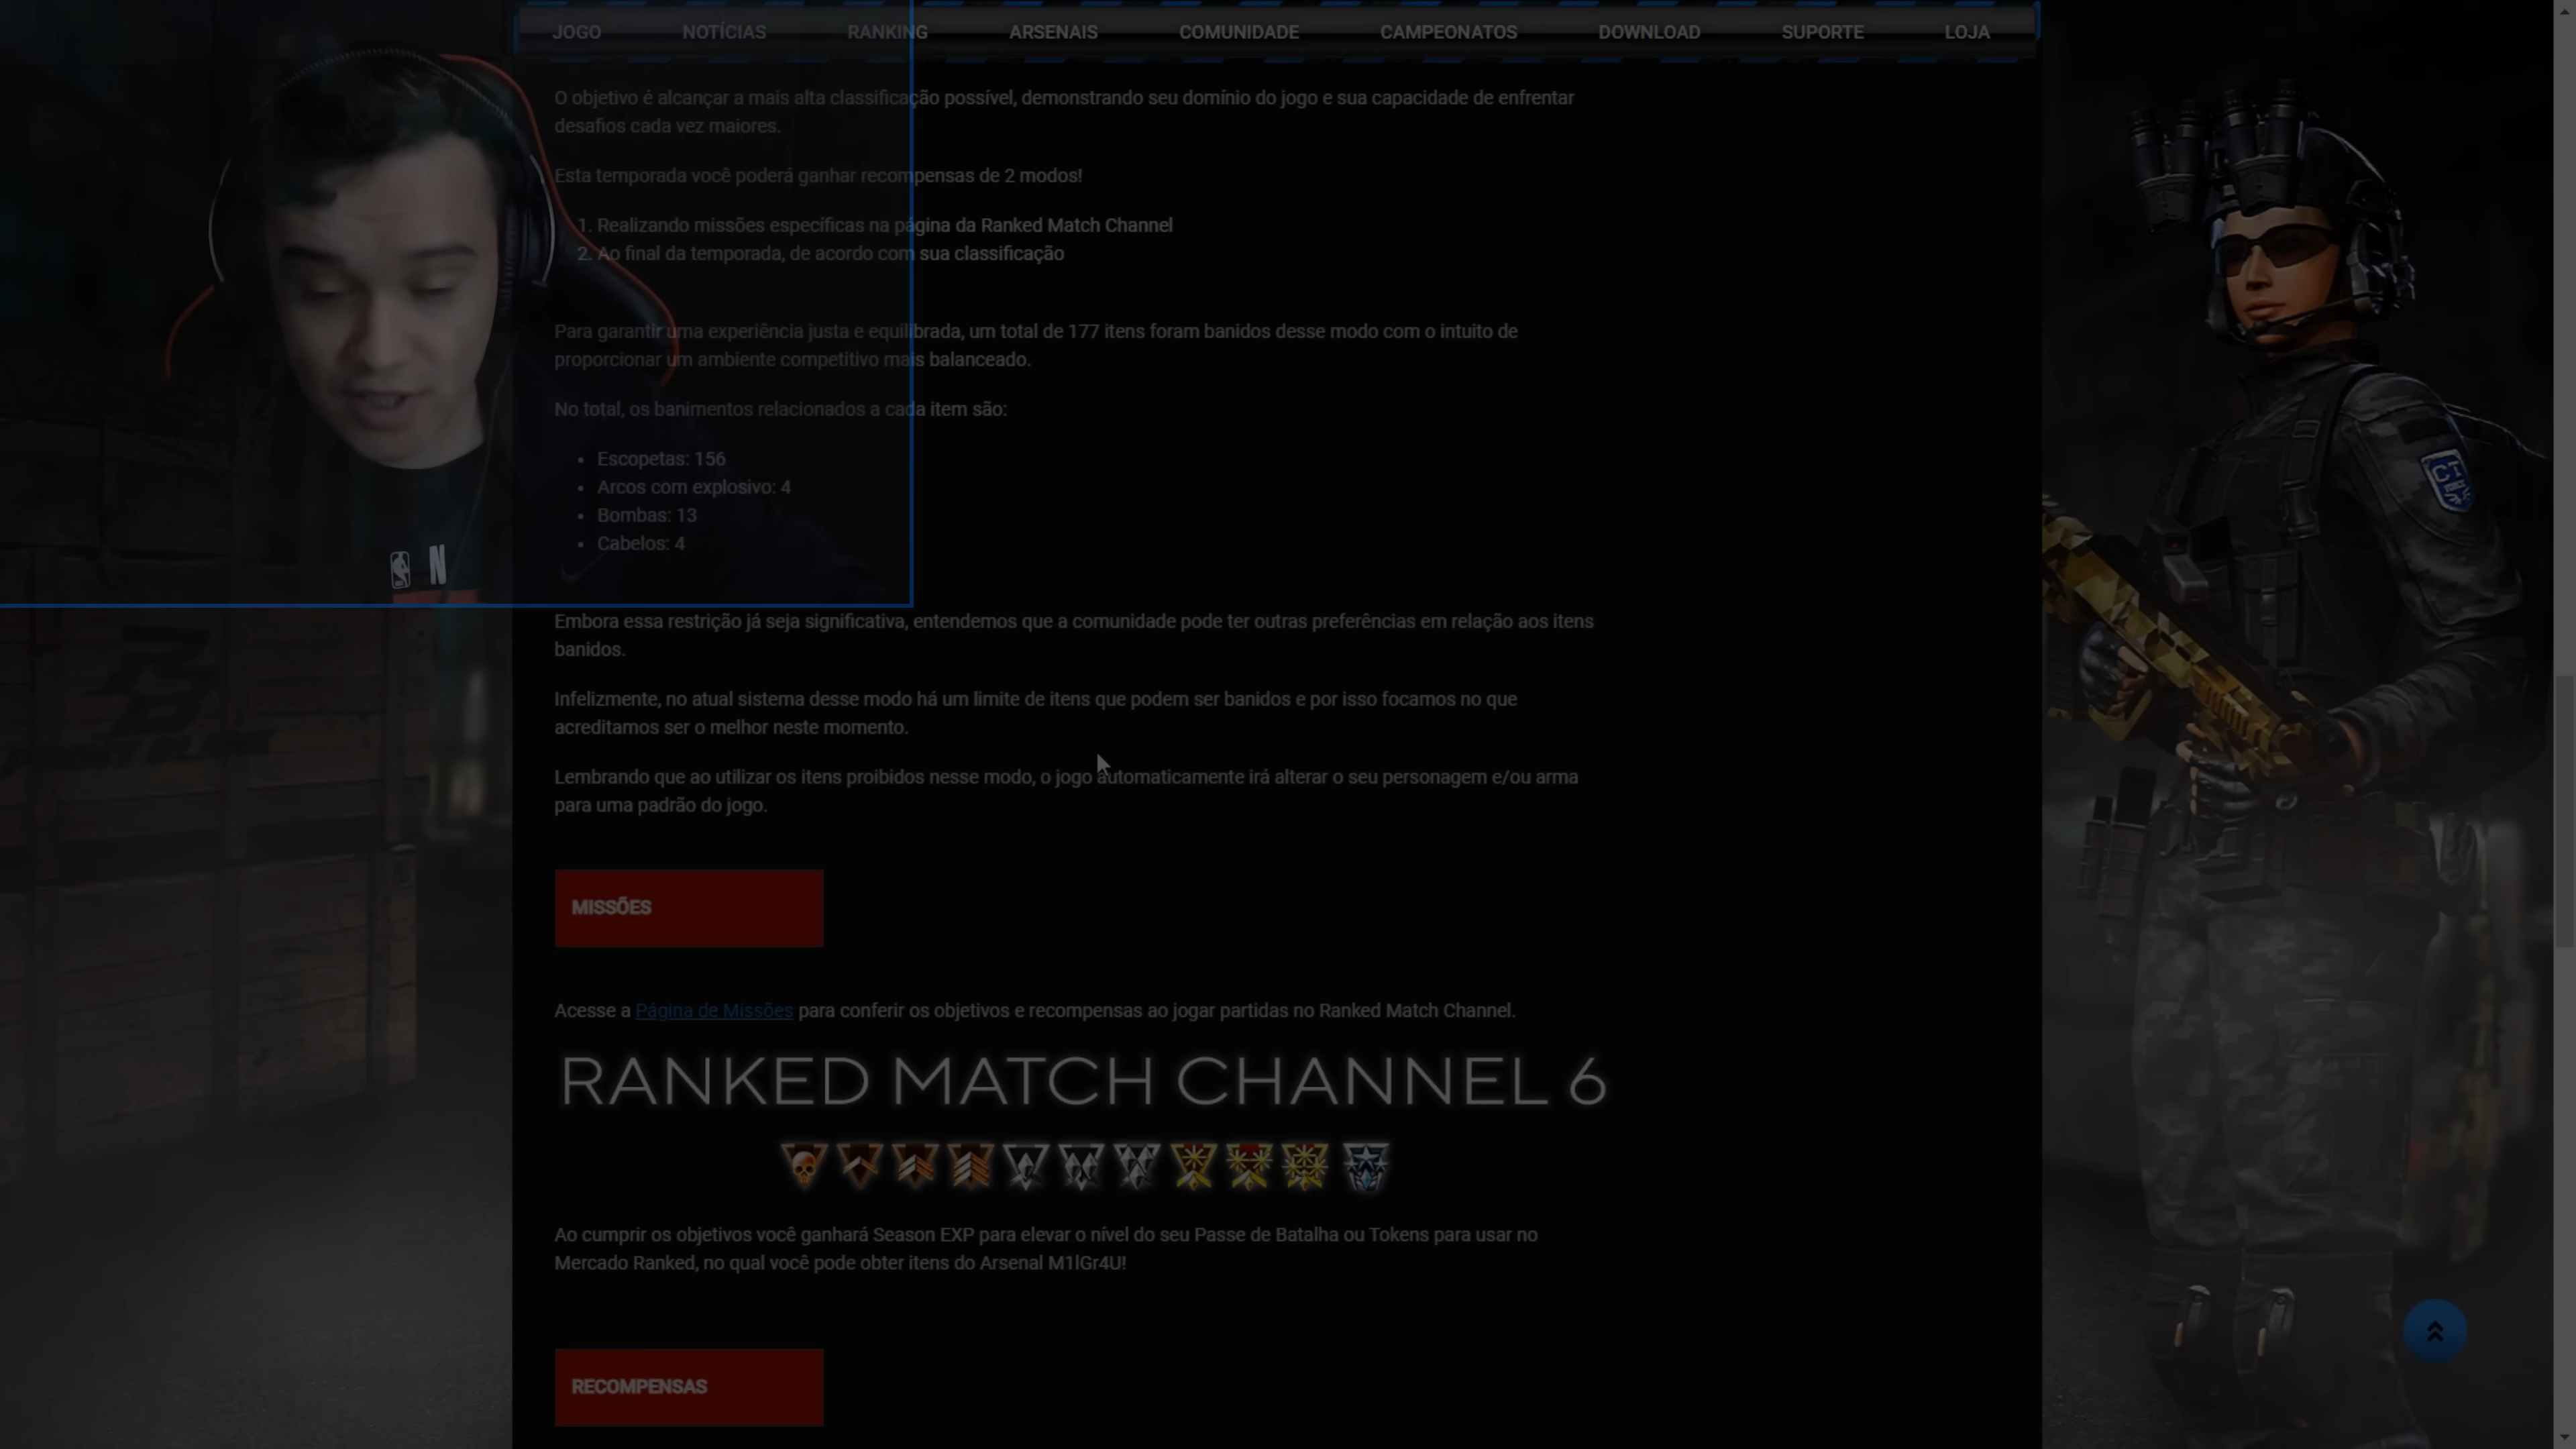 JOGO NOTÍCIAS RANKING ARSENAIS COMUNIDADE CAMPEONATOS DOWNLOAD SUPORTE LOJA
O objetivo é alcançar a mais alta classificação possível, demonstrando seu domínio do jogo e sua capacidade de enfrentar
desafios cada vez maiores.
Esta temporada você poderá ganhar recompensas de 2 modos!
1. Realizando missões específicas na página da Ranked Match Channel
2. Ao final da temporada, de acordo com sua classificação
Para garantir uma experiência justa e equilibrada, um total de 177 itens foram banidos desse modo com o intuito de
proporcionar um ambiente competitivo mais balanceado.
No total, os banimentos relacionados a cada item são:
• Escopetas: 156
• Arcos com explosivo: 4
• Bombas: 13
• Cabelos: 4
N
Embora essa restrição já seja significativa, entendemos que a comunidade pode ter outras preferências em relação aos itens
banidos.
Infelizmente, no atual sistema desse modo há um limite de itens que podem ser banidos e por isso focamos no que
acreditamos ser o melhor neste momento.
Lembrando que ao utilizar os itens proibidos nesse modo, o jogo automaticamente irá alterar o seu personagem e/ou arma
para uma padrão do jogo.
MISSÕES
Acesse a Página de Missões para conferir os objetivos e recompensas ao jogar partidas no Ranked Match Channel.
RANKED MATCH CHANNEL 6
Ao cumprir os objetivos você ganhará Season EXP para elevar o nível do seu Passe de Batalha ou Tokens para usar no
Mercado Ranked, no qual você pode obter itens do Arsenal M1lGr4U!
RECOMPENSAS